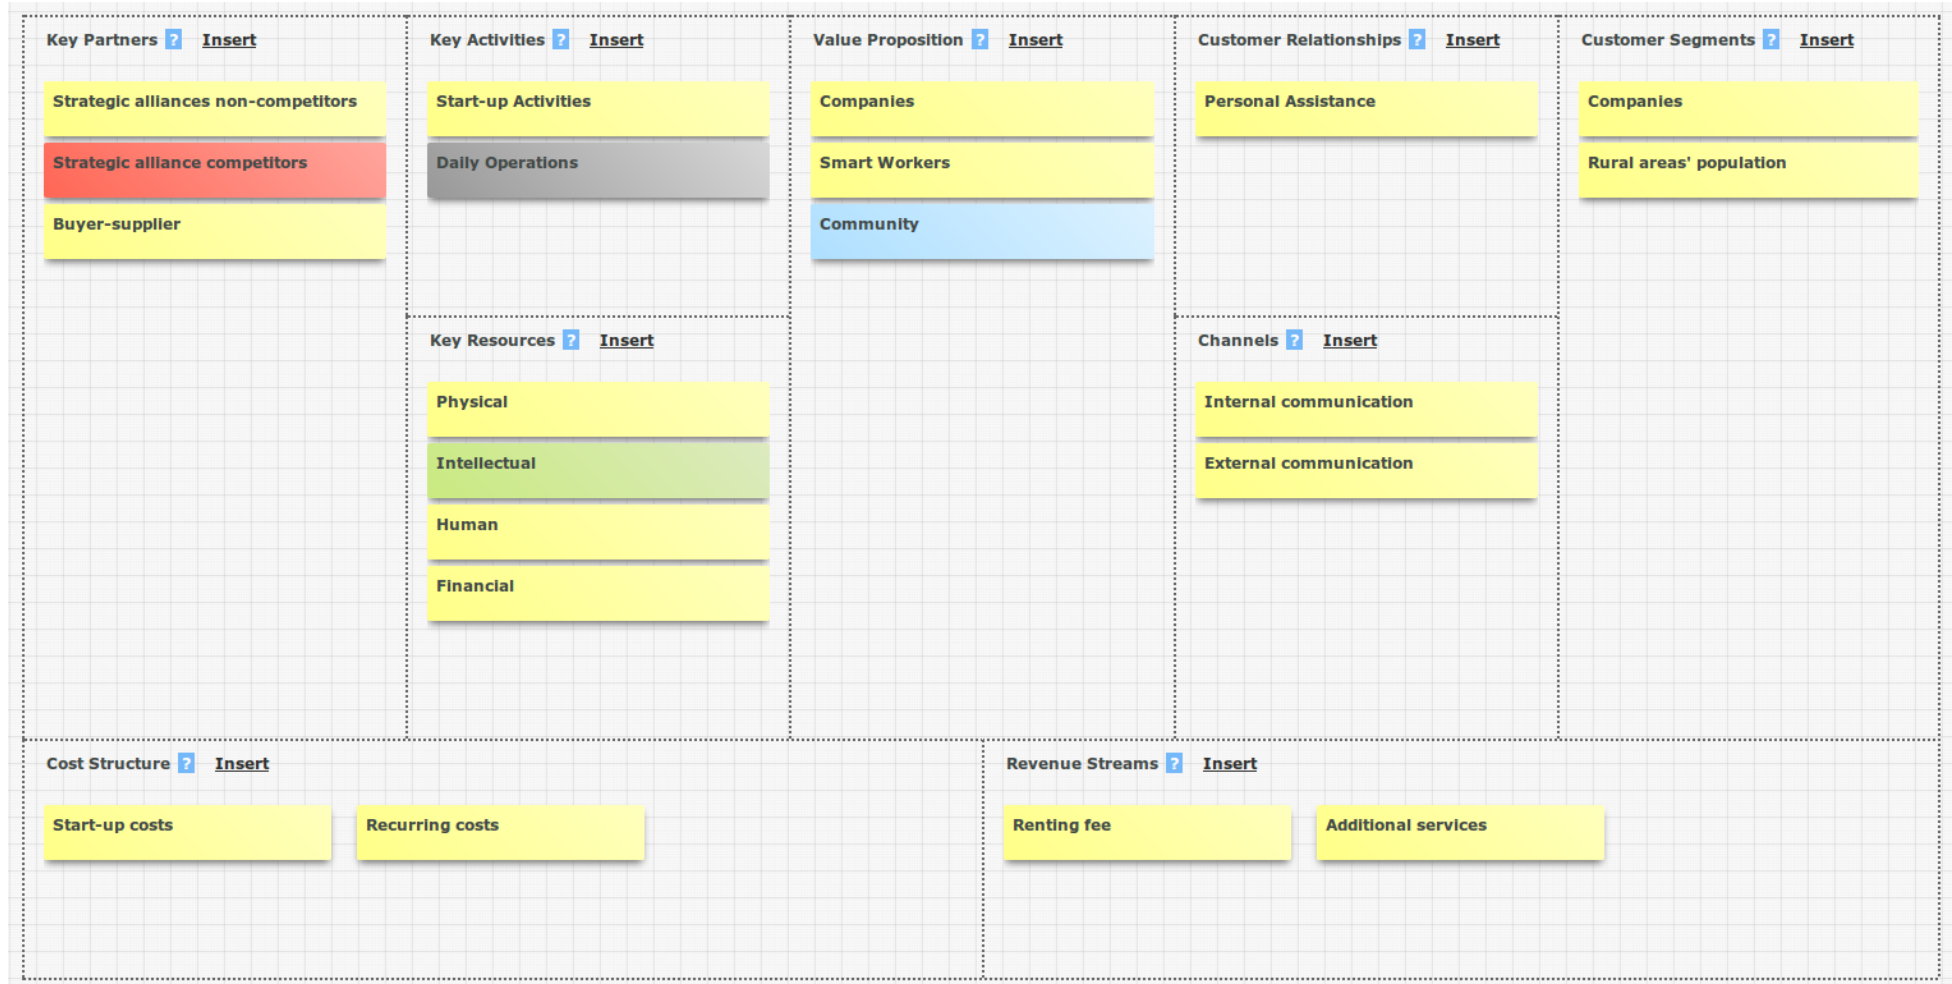 Key Partners ? Insert
Strategic alliances non-competitors
Strategic alliance competitors
Buyer-supplier
Key Activities ? Insert
Start-up Activities
Daily Operations
Key Resources ? Insert
Physical
Intellectual
Human
Financial
Value Proposition ? Insert
Companies
Smart Workers
Community
Customer Relationships ? Insert
Personal Assistance
Channels ? Insert
Internal communication
External communication
Customer Segments ? Insert
Companies
Rural areas' population
Cost Structure ? Insert
Start-up costs
Recurring costs
Revenue Streams ? Insert
Renting fee
Additional services